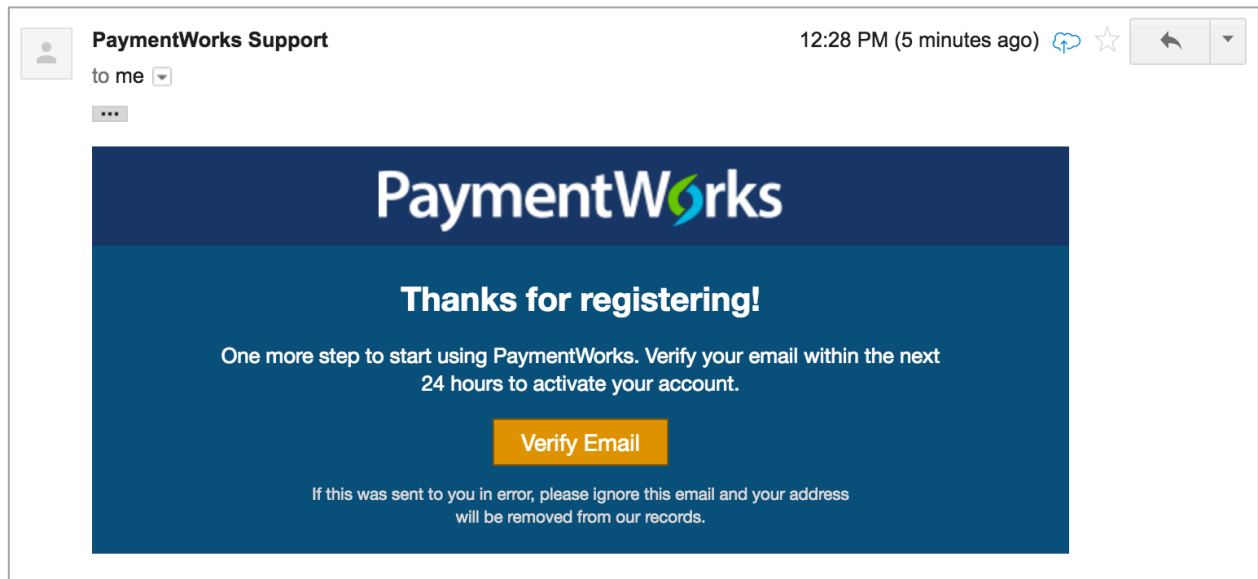 PaymentWorks Support
12:28 PM (5 minutes ago)
to me
PaymentWorks
Thanks for registering!
One more step to start using PaymentWorks. Verify your email within the next
24 hours to activate your account.
Verify Email
If this was sent to you in error, please ignore this email and your address
will be removed from our records.